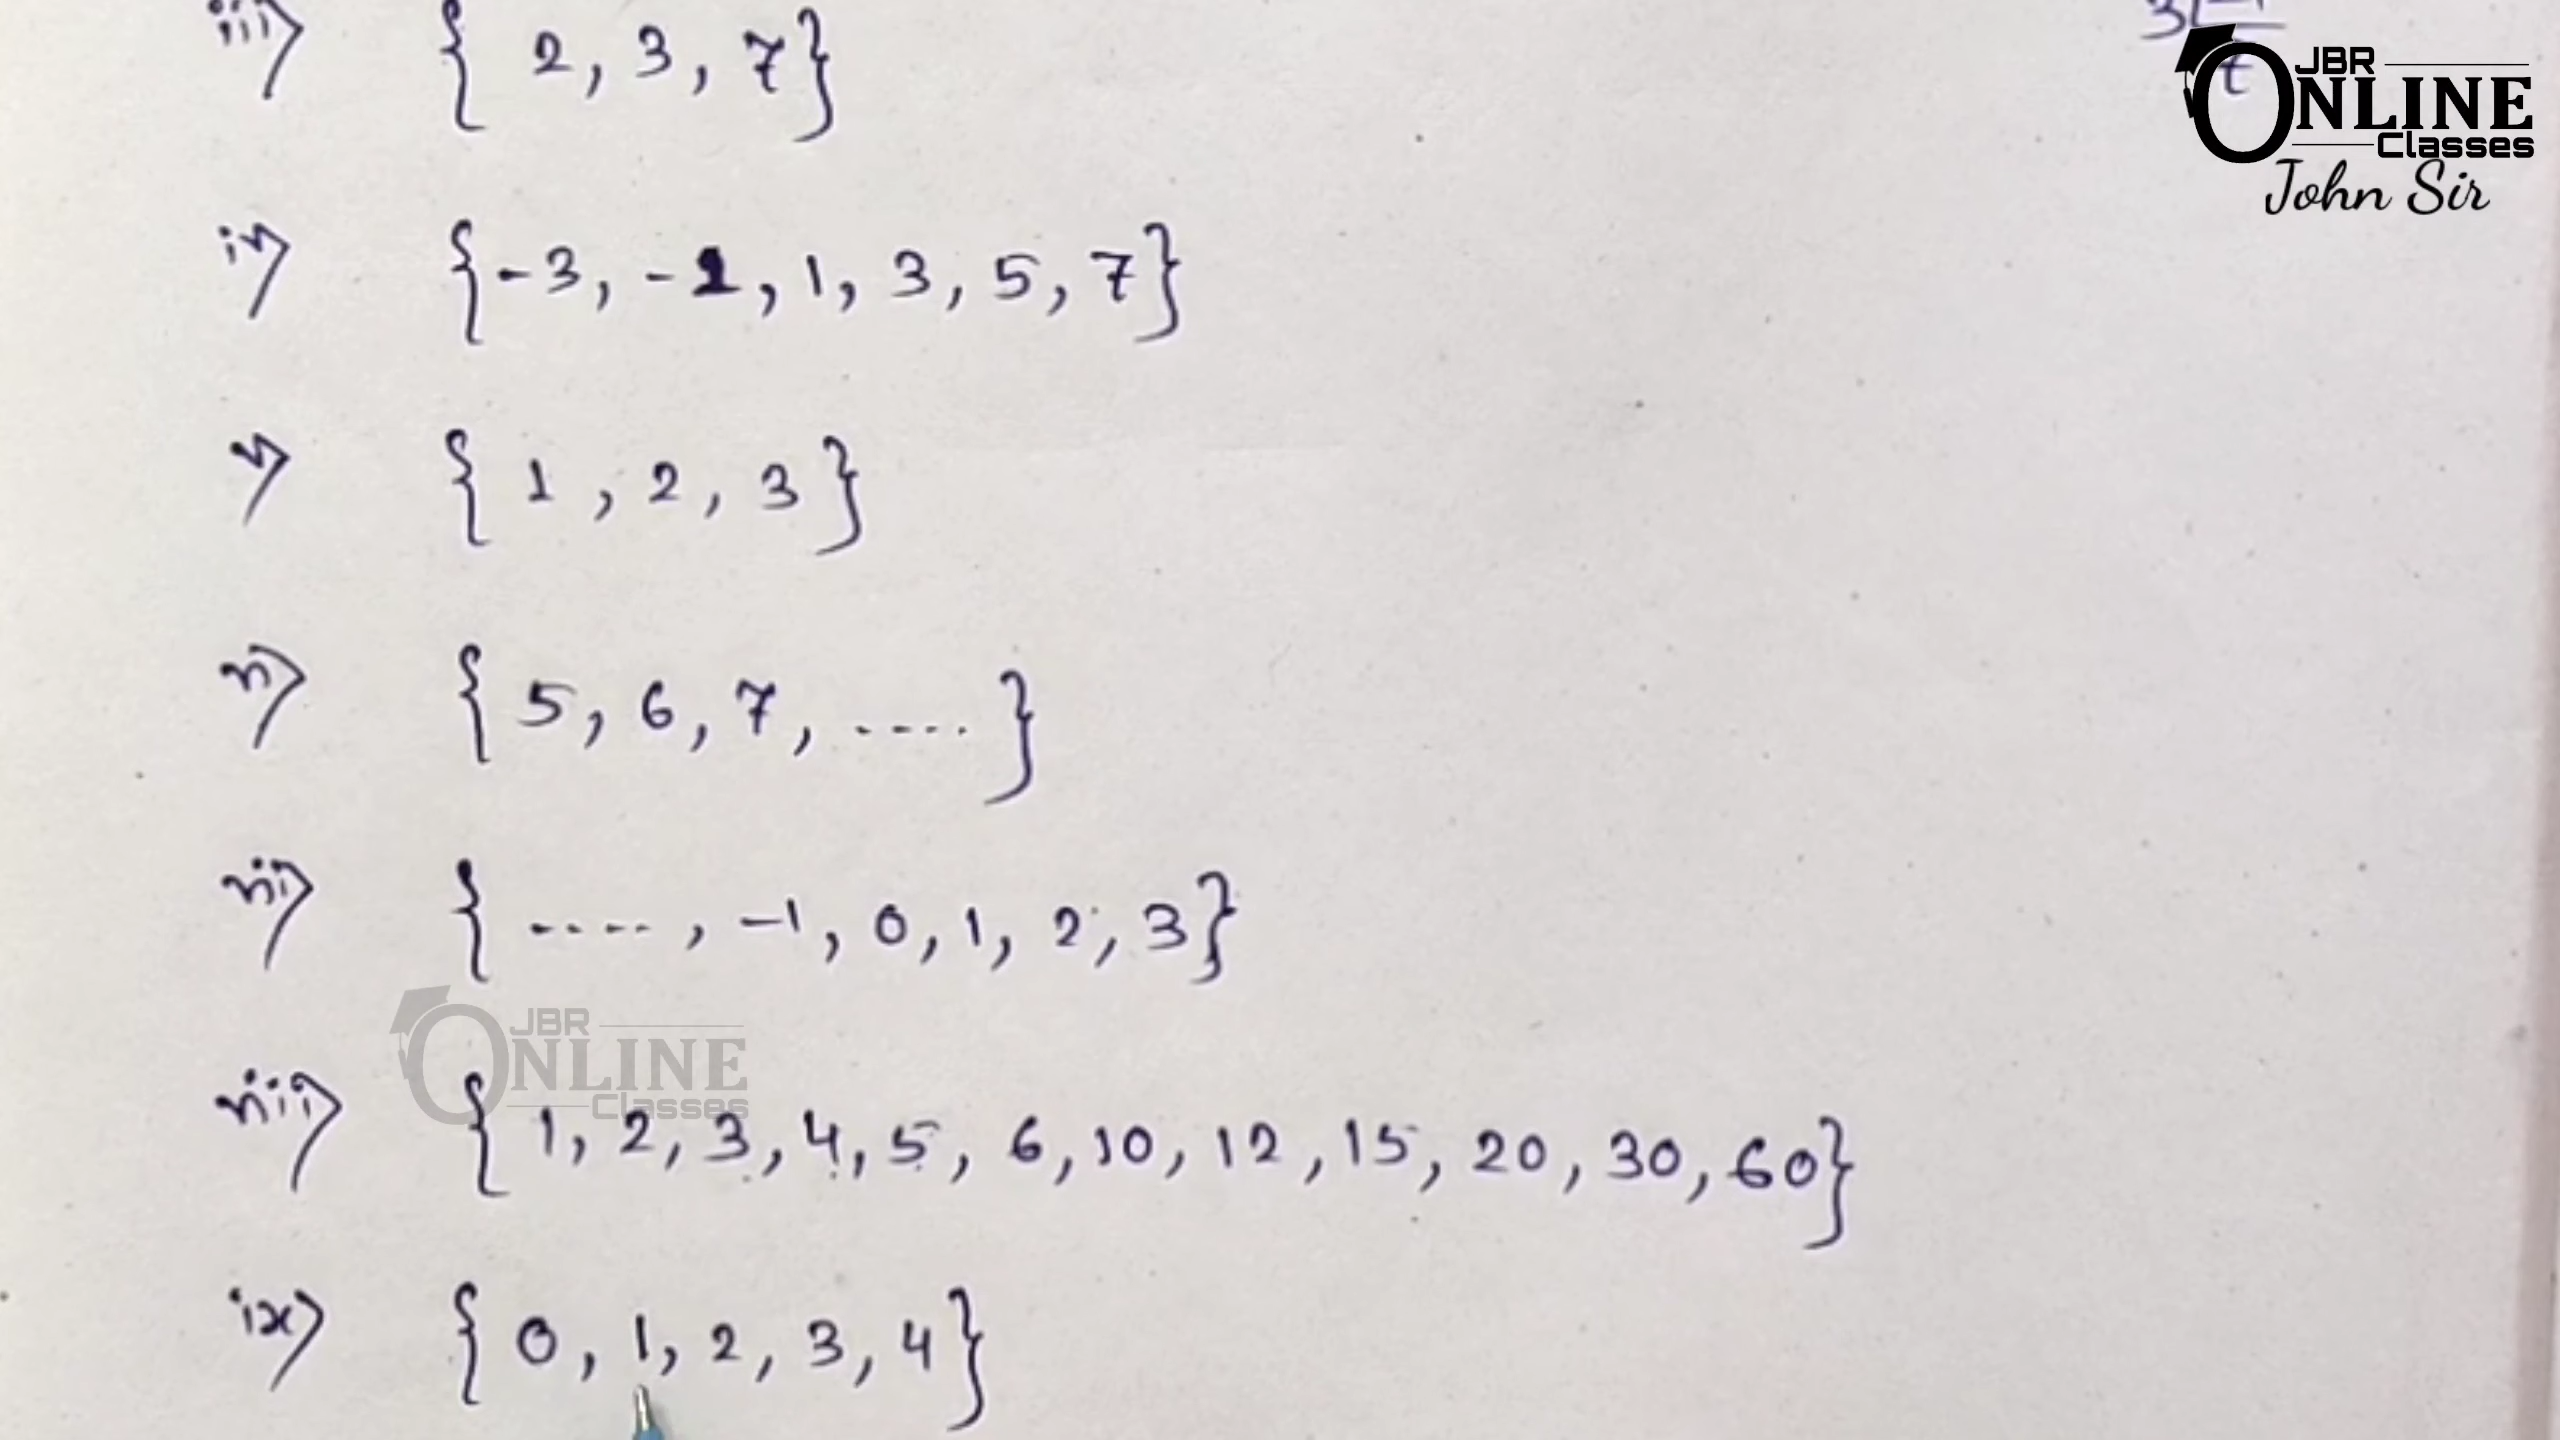 iii) { 2, 3, 7}
iv) {-3, -1, 1, 3, 5, 7}
v) { 1, 2, 3}
vi) { 5, 6, 7, ....}
vii) { ...., -1, 0, 1, 2, 3}
viii) { 1, 2, 3, 4, 5, 6, 10, 12, 15, 20, 30, 60}
ix) { 0, 1, 2, 3, 4}
JBR
ONLINE
Classes
John Sir
JBR
ONLINE
Classes